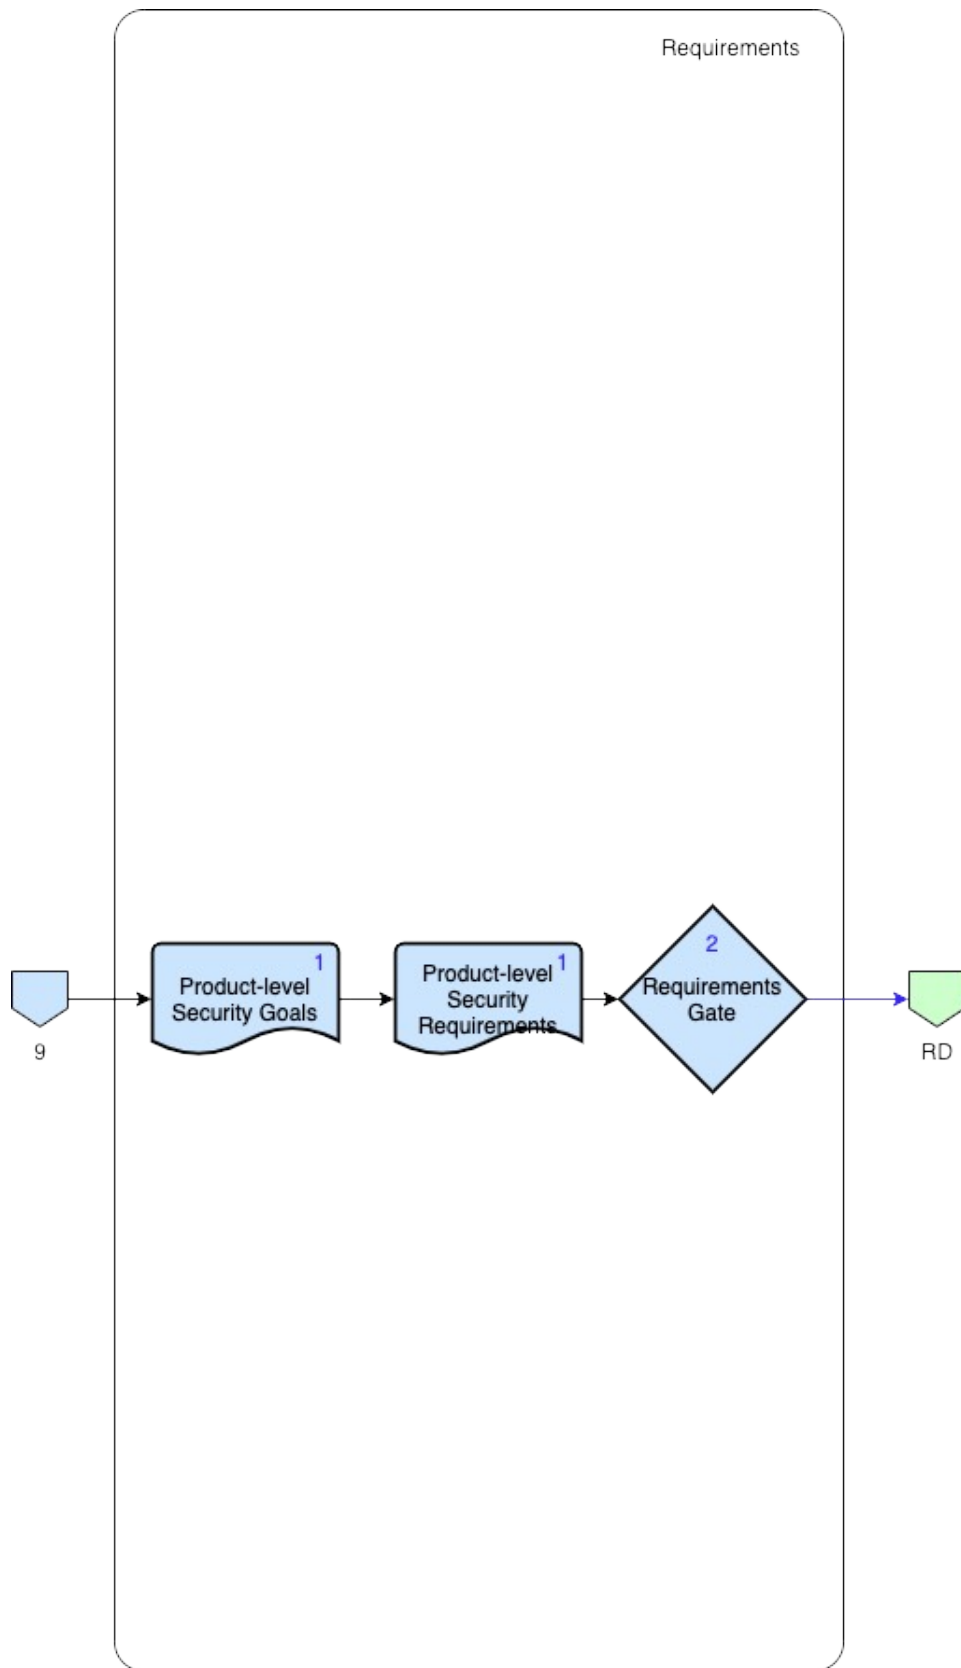 Requirements
9
1
Product-level
Security Goals
1
Product-level
Security
Requirements
2
Requirements
Gate
RD